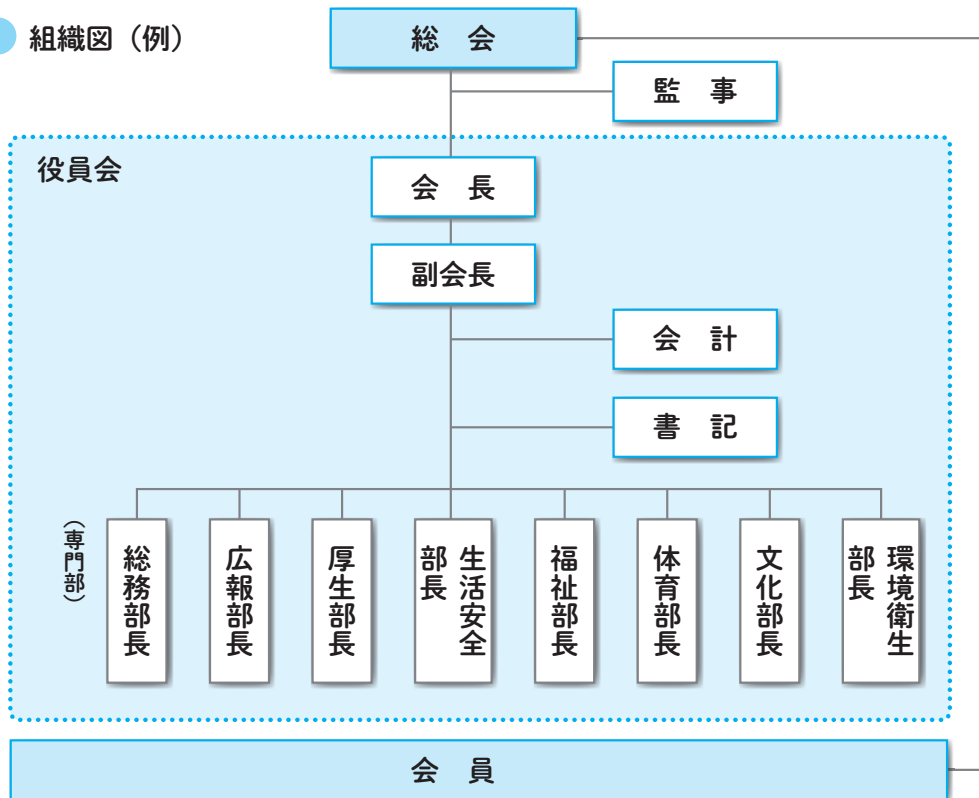 組織図（例）
総　会
監　事
役員会
会　長
副会長
会　計
書　記
（専門部）
総務部長
広報部長
厚生部長
生活安全
部長
福祉部長
体育部長
文化部長
環境衛生
部長
会　員